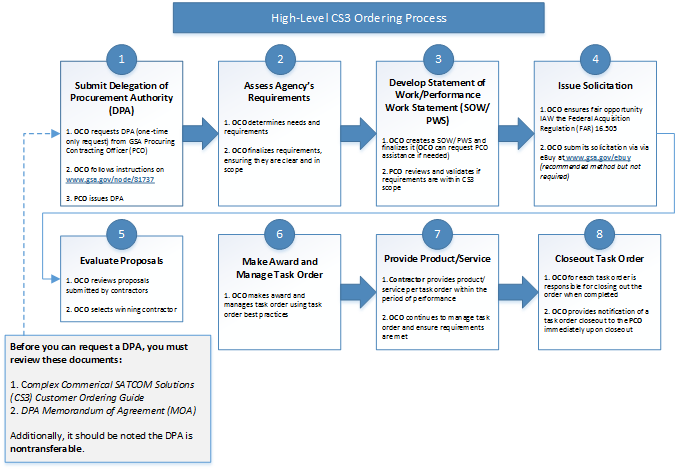 High-Level CS3 Ordering Process
1
Submit Delegation of
Procurement Authority
(DPA)
1. OCO requests DPA (one-time
only request) from GSA Procuring
Contracting Officer (PCO)
2. OCO follows instructions on
www.gsa.gov/node/81737
3. PCO issues DPA
2
Assess Agency's
Requirements
1. OCO determines needs and
requirements
2. OCO finalizes requirements,
ensuring they are clear and in
scope
3
Develop Statement of
Work/Performance
Work Statement (SOW/
PWS)
1. OCO creates a SOW/ PWS and
finalizes it (OCO can request PCO
assistance if needed)
2. PCO reviews and validates if
requirements are within CS3
scope
4
Issue Solicitation
1. OCO ensures fair opportunity
IAW the Federal Acquisition
Regulation (FAR) 16.505
2. OCO submits solicitation via via
eBuy at www.gsa.gov/ebuy
(recommended method but not
required)
5
Evaluate Proposals
1. OCO reviews proposals
submitted by contractors
2. OCO selects winning contractor
6
Make Award and
Manage Task Order
1. OCO makes award and
manages task order using task
order best practices
7
Provide Product/Service
1. Contractor provides product/
service per task order within the
period of performance
2. OCO continues to manage task
order and ensure requirements
are met
8
Closeout Task Order
1. OCO for each task order is
responsible for closing out the
order when completed
2. OCO provides notification of a
task order closeout to the PCO
immediately upon closeout
Before you can request a DPA, you must
review these documents:
1. Complex Commerical SATCOM Solutions
(CS3) Customer Ordering Guide
2. DPA Memorandum of Agreement (MOA)
Additionally, it should be noted the DPA is
nontransferable.